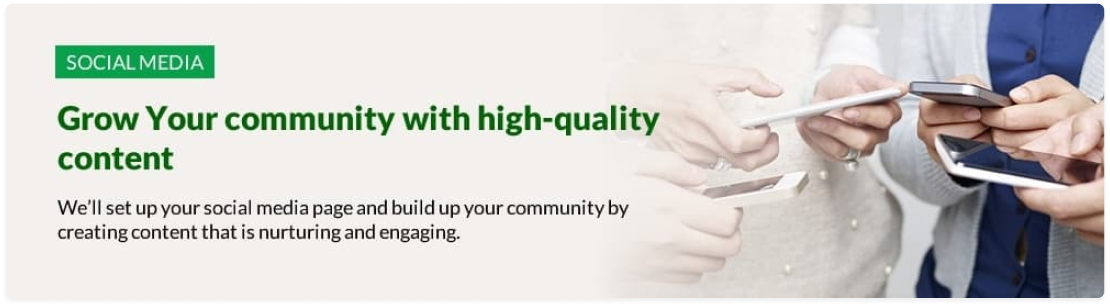 SOCIAL MEDIA
Grow Your community with high-quality
content
We'll set up your social media page and build up your community by
creating content that is nurturing and engaging.